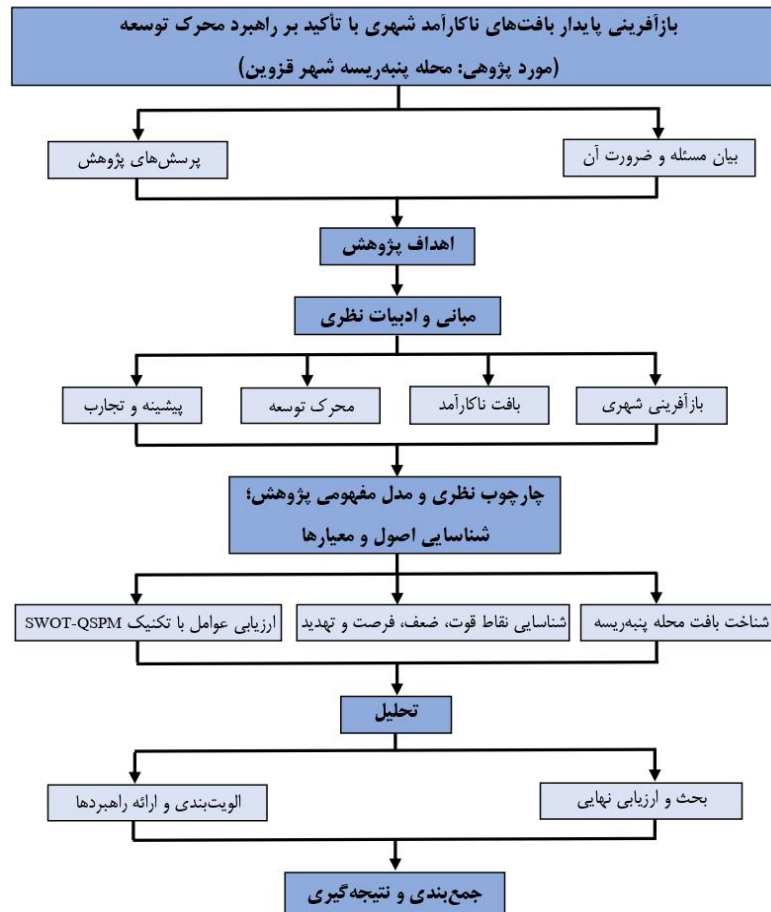 بازآفرینی پایدار بافت‌های ناکارآمد شهری با تأکید بر راهبرد محرک توسعه
(مورد پژوهی: محله پنبه‌ریسه شهر قزوین)
بیان مسئله و ضرورت آن
پرسش‌های پژوهش
اهداف پژوهش
مبانی و ادبیات نظری
بازآفرینی شهری
بافت ناکارآمد
محرک توسعه
پیشینه و تجارب
چارچوب نظری و مدل مفهومی پژوهش؛
شناسایی اصول و معیارها
شناخت بافت محله پنبه‌ریسه
شناسایی نقاط قوت، ضعف، فرصت و تهدید
ارزیابی عوامل با تکنیک SWOT-QSPM
تحلیل
بحث و ارزیابی نهایی
الویت‌بندی و ارائه راهبردها
جمع‌بندی و نتیجه‌گیری